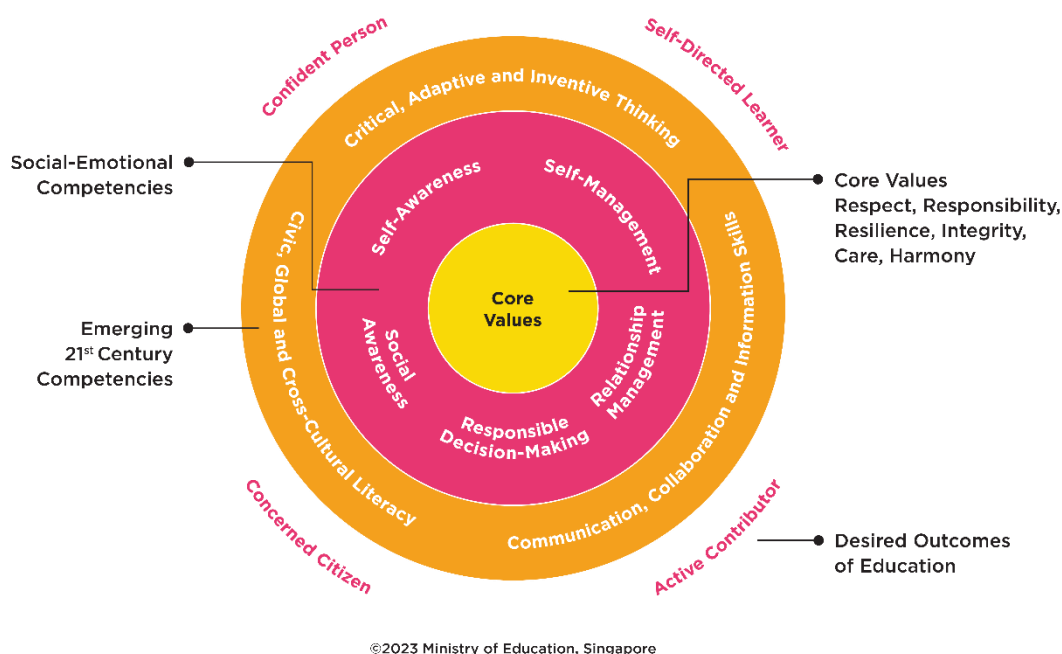 Confident Person
Self-Directed Learner
Critical, Adaptive and Inventive Thinking
Social-Emotional
Competencies
Self-Awareness
Self-Management
Core Values
Respect, Responsibility,
Resilience, Integrity,
Care, Harmony
Civic, Global and Cross-Cultural Literacy
Communication, Collaboration and Information Skills
Core
Values
Emerging
21st Century
Competencies
Social
Awareness
Relationship
Management
Responsible
Decision-Making
Concerned Citizen
Active Contributor
Desired Outcomes
of Education
©2023 Ministry of Education, Singapore